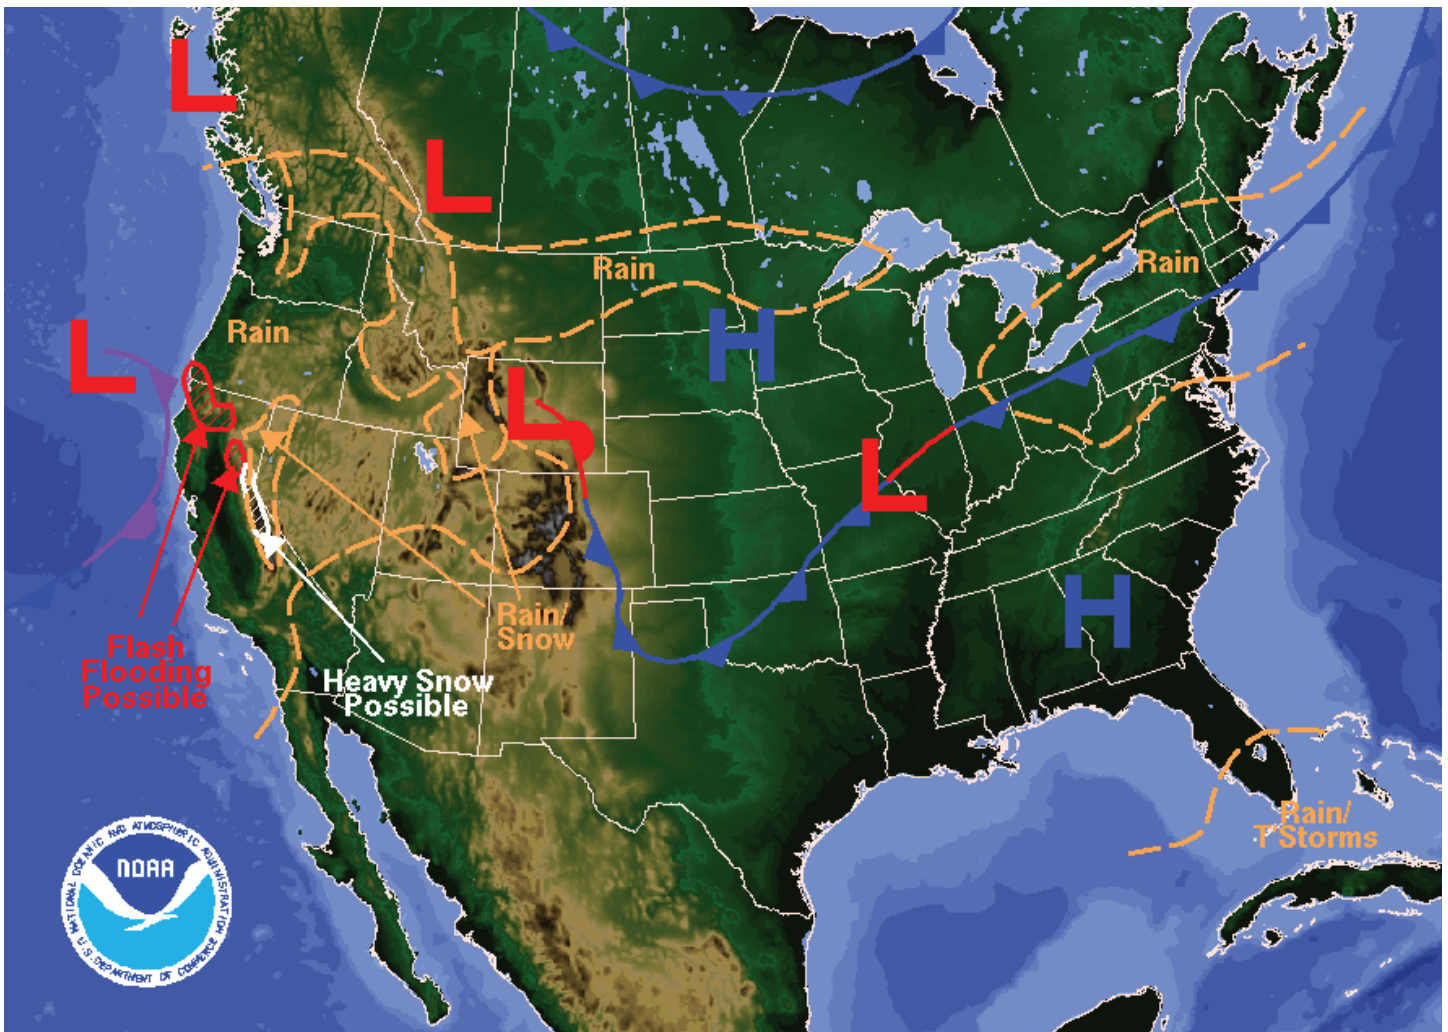 L
L
Rain
Rain
Rain
L
H
L
L
H
Rain/
Snow
Flash
Flooding
Possible
Heavy Snow
Possible
Rain/
T'Storms
NATIONAL OCEANIC AND ATMOSPHERIC ADMINISTRATION
NOAA
U.S. DEPARTMENT OF COMMERCE